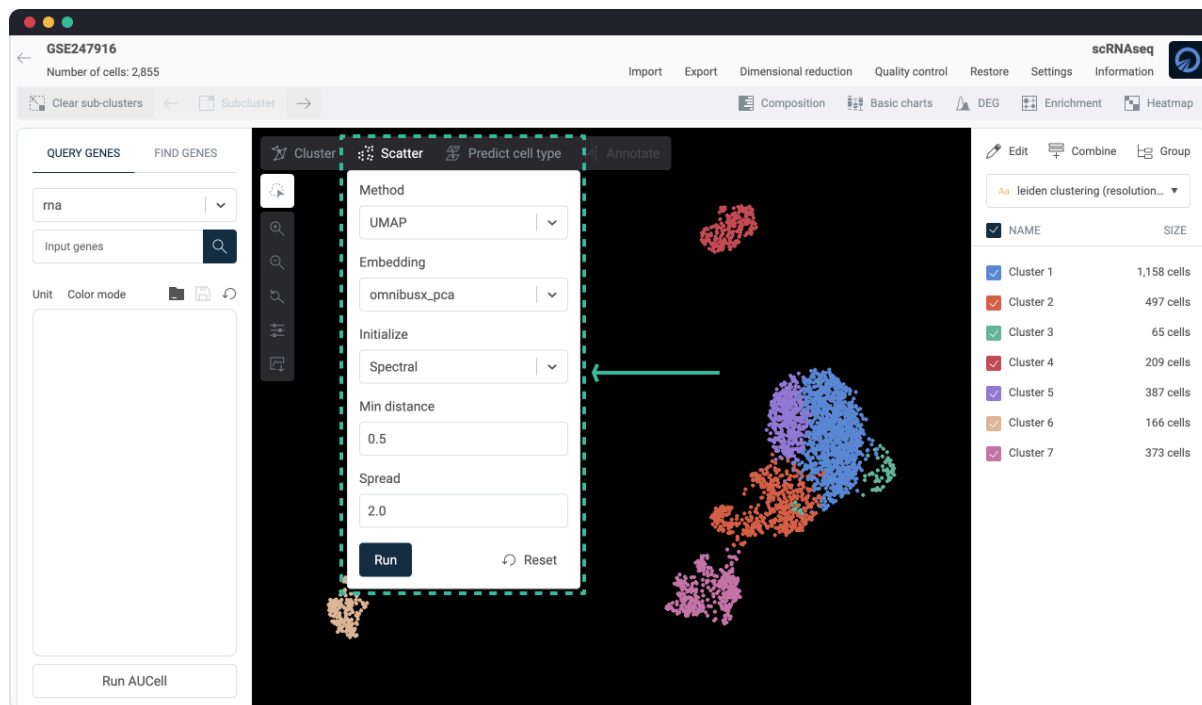 GSE247916
Number of cells: 2,855
scRNAseq
Import Export Dimensional reduction Quality control Restore Settings Information
Clear sub-clusters Subcluster
Composition Basic charts DEG Enrichment Heatmap
QUERY GENES FIND GENES
rna
Input genes
Unit Color mode
Run AUCell
Cluster Scatter Predict cell type Annotate
Method
UMAP
Embedding
omnibusx_pca
Initialize
Spectral
Min distance
0.5
Spread
2.0
Run Reset
Edit Combine Group
Aa leiden clustering (resolution...
NAME SIZE
Cluster 1 1,158 cells
Cluster 2 497 cells
Cluster 3 65 cells
Cluster 4 209 cells
Cluster 5 387 cells
Cluster 6 166 cells
Cluster 7 373 cells